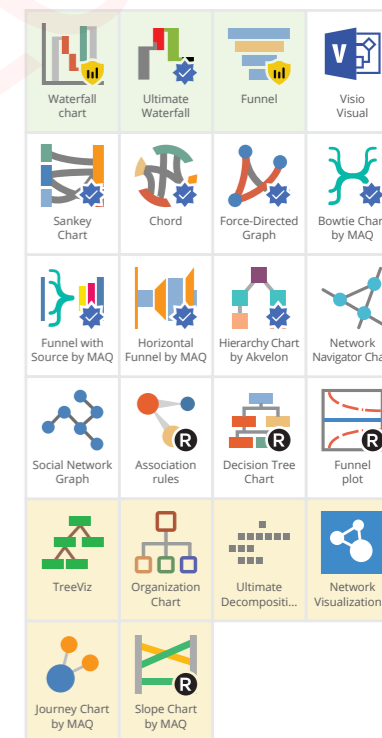 Waterfall
chart
Ultimate
Waterfall
Funnel
V
Visio
Visual
Sankey
Chart
Chord
Force-Directed
Graph
Bowtie Char
by MAQ
Funnel with
Source by MAQ
Horizontal
Funnel by MAQ
Hierarchy Chart
by Akvelon
Network
Navigator Cha
Social Network
Graph
R
Association
rules
R
Decision Tree
Chart
R
Funnel
plot
TreeViz
Organization
Chart
Ultimate
Decompositi...
Network
Visualization
Journey Chart
by MAQ
R
Slope Chart
by MAQ